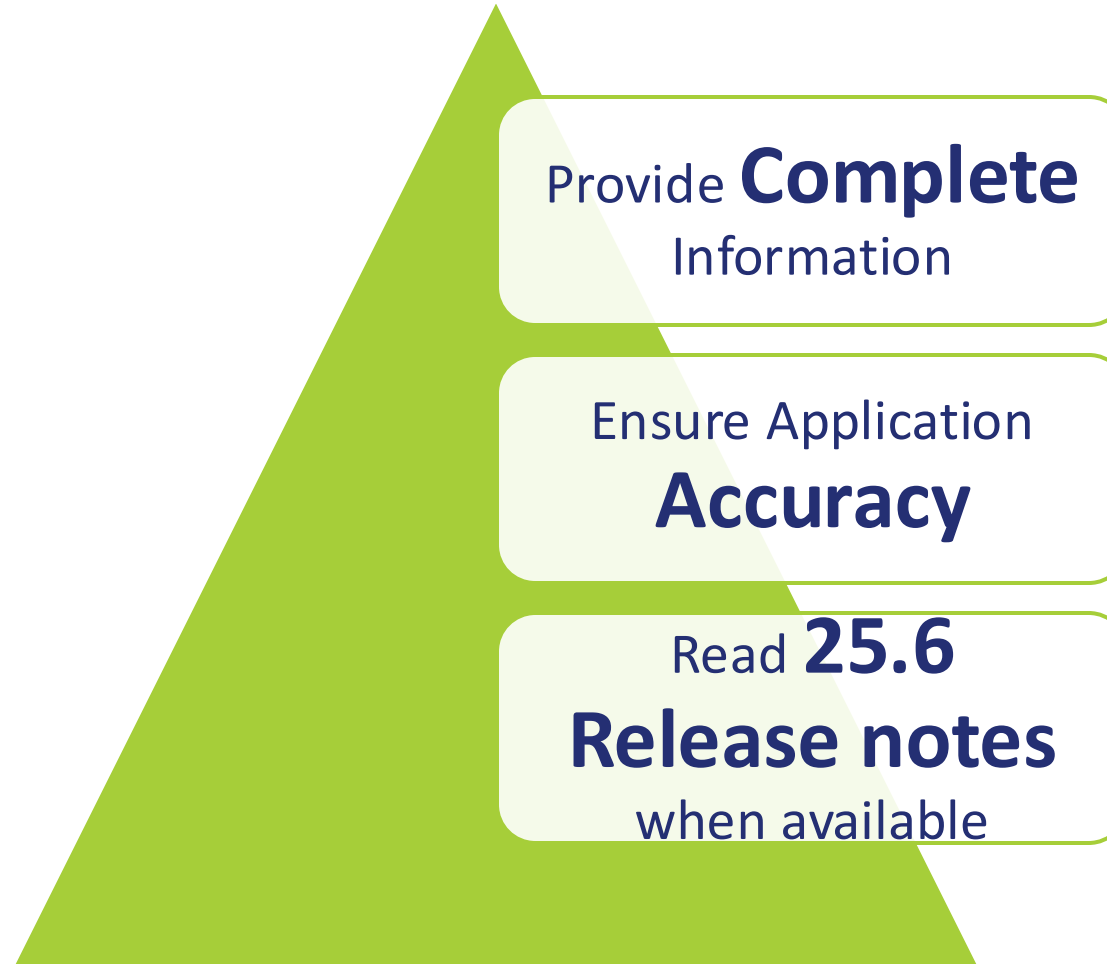 Provide Complete
Information
Ensure Application
Accuracy
Read 25.6
Release notes
when available